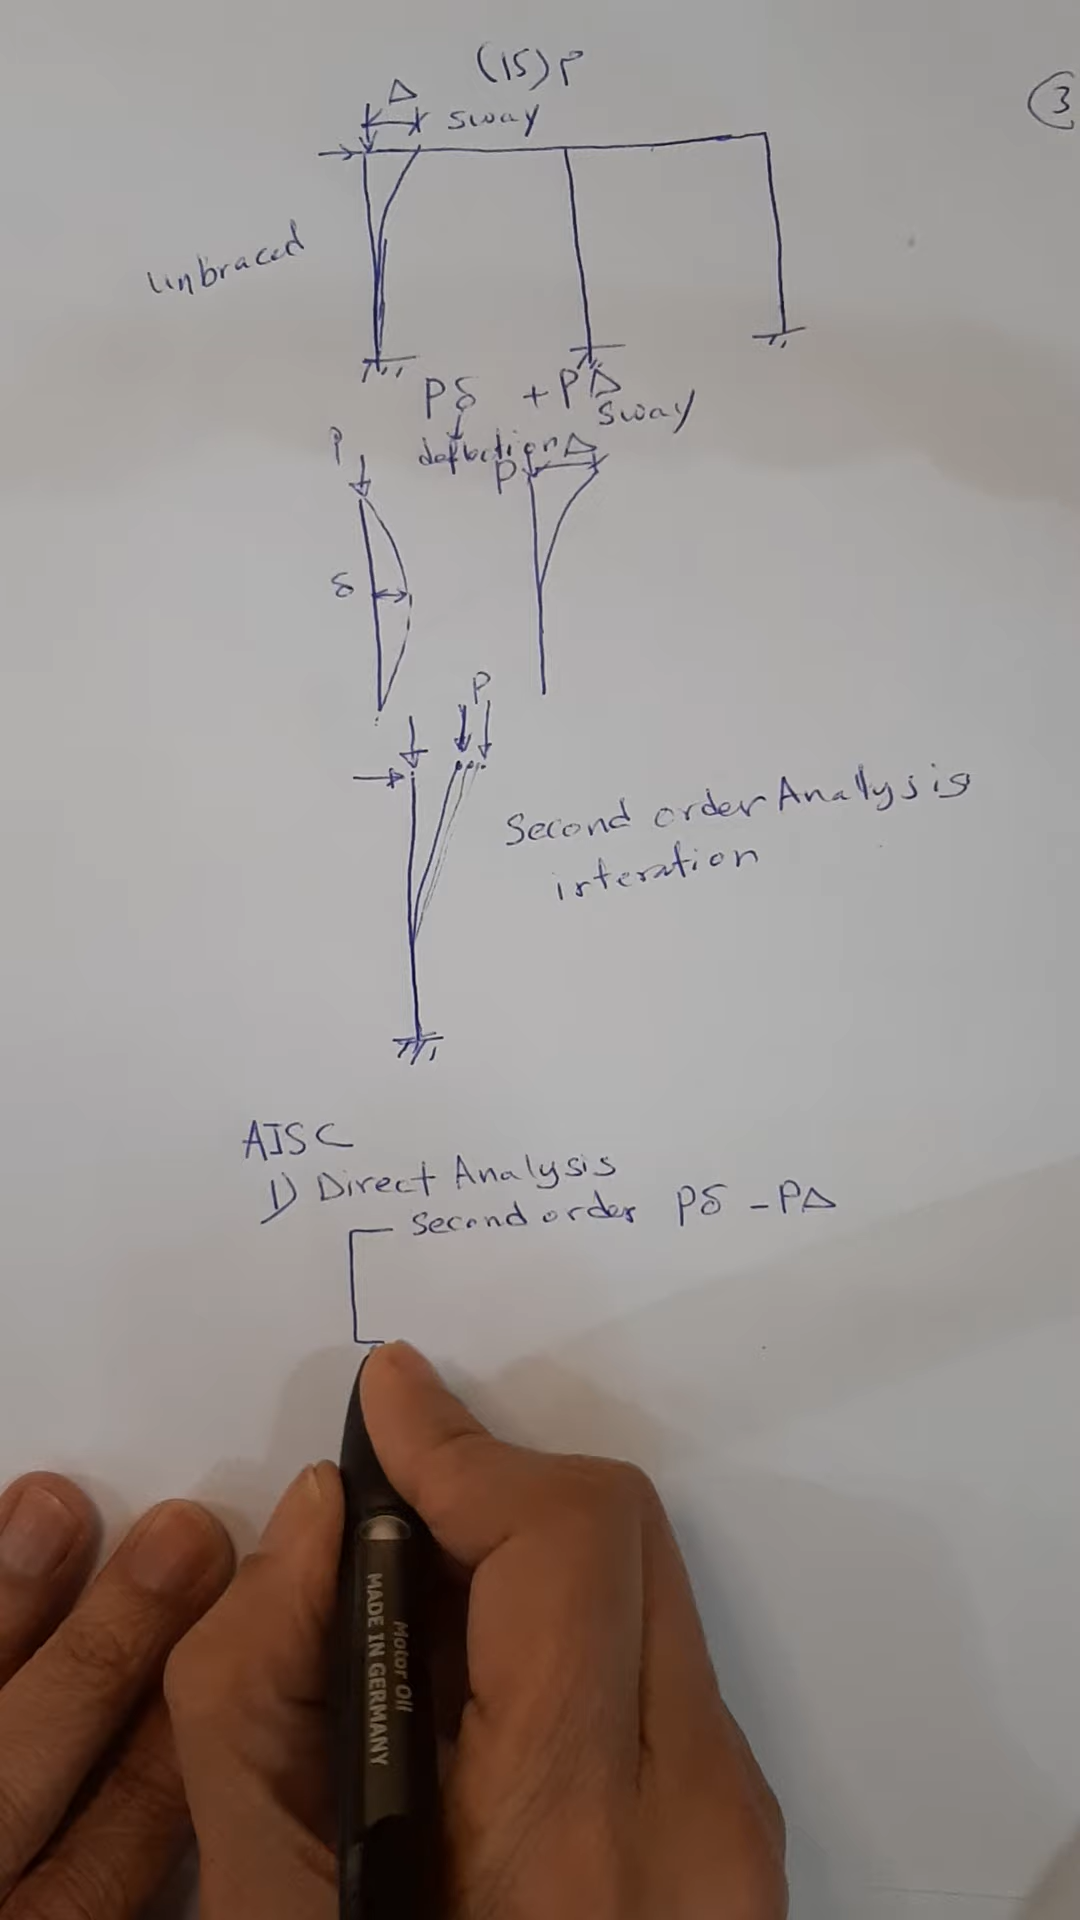 (15) P
3
Δ
sway
unbraced
Pδ + PΔ
sway
deflection
Δ
P
P
δ
P
Second order Analysis
irteration
AISC
1) Direct Analysis
Second order Pδ - PΔ
Motor Oil
MADE IN GERMANY